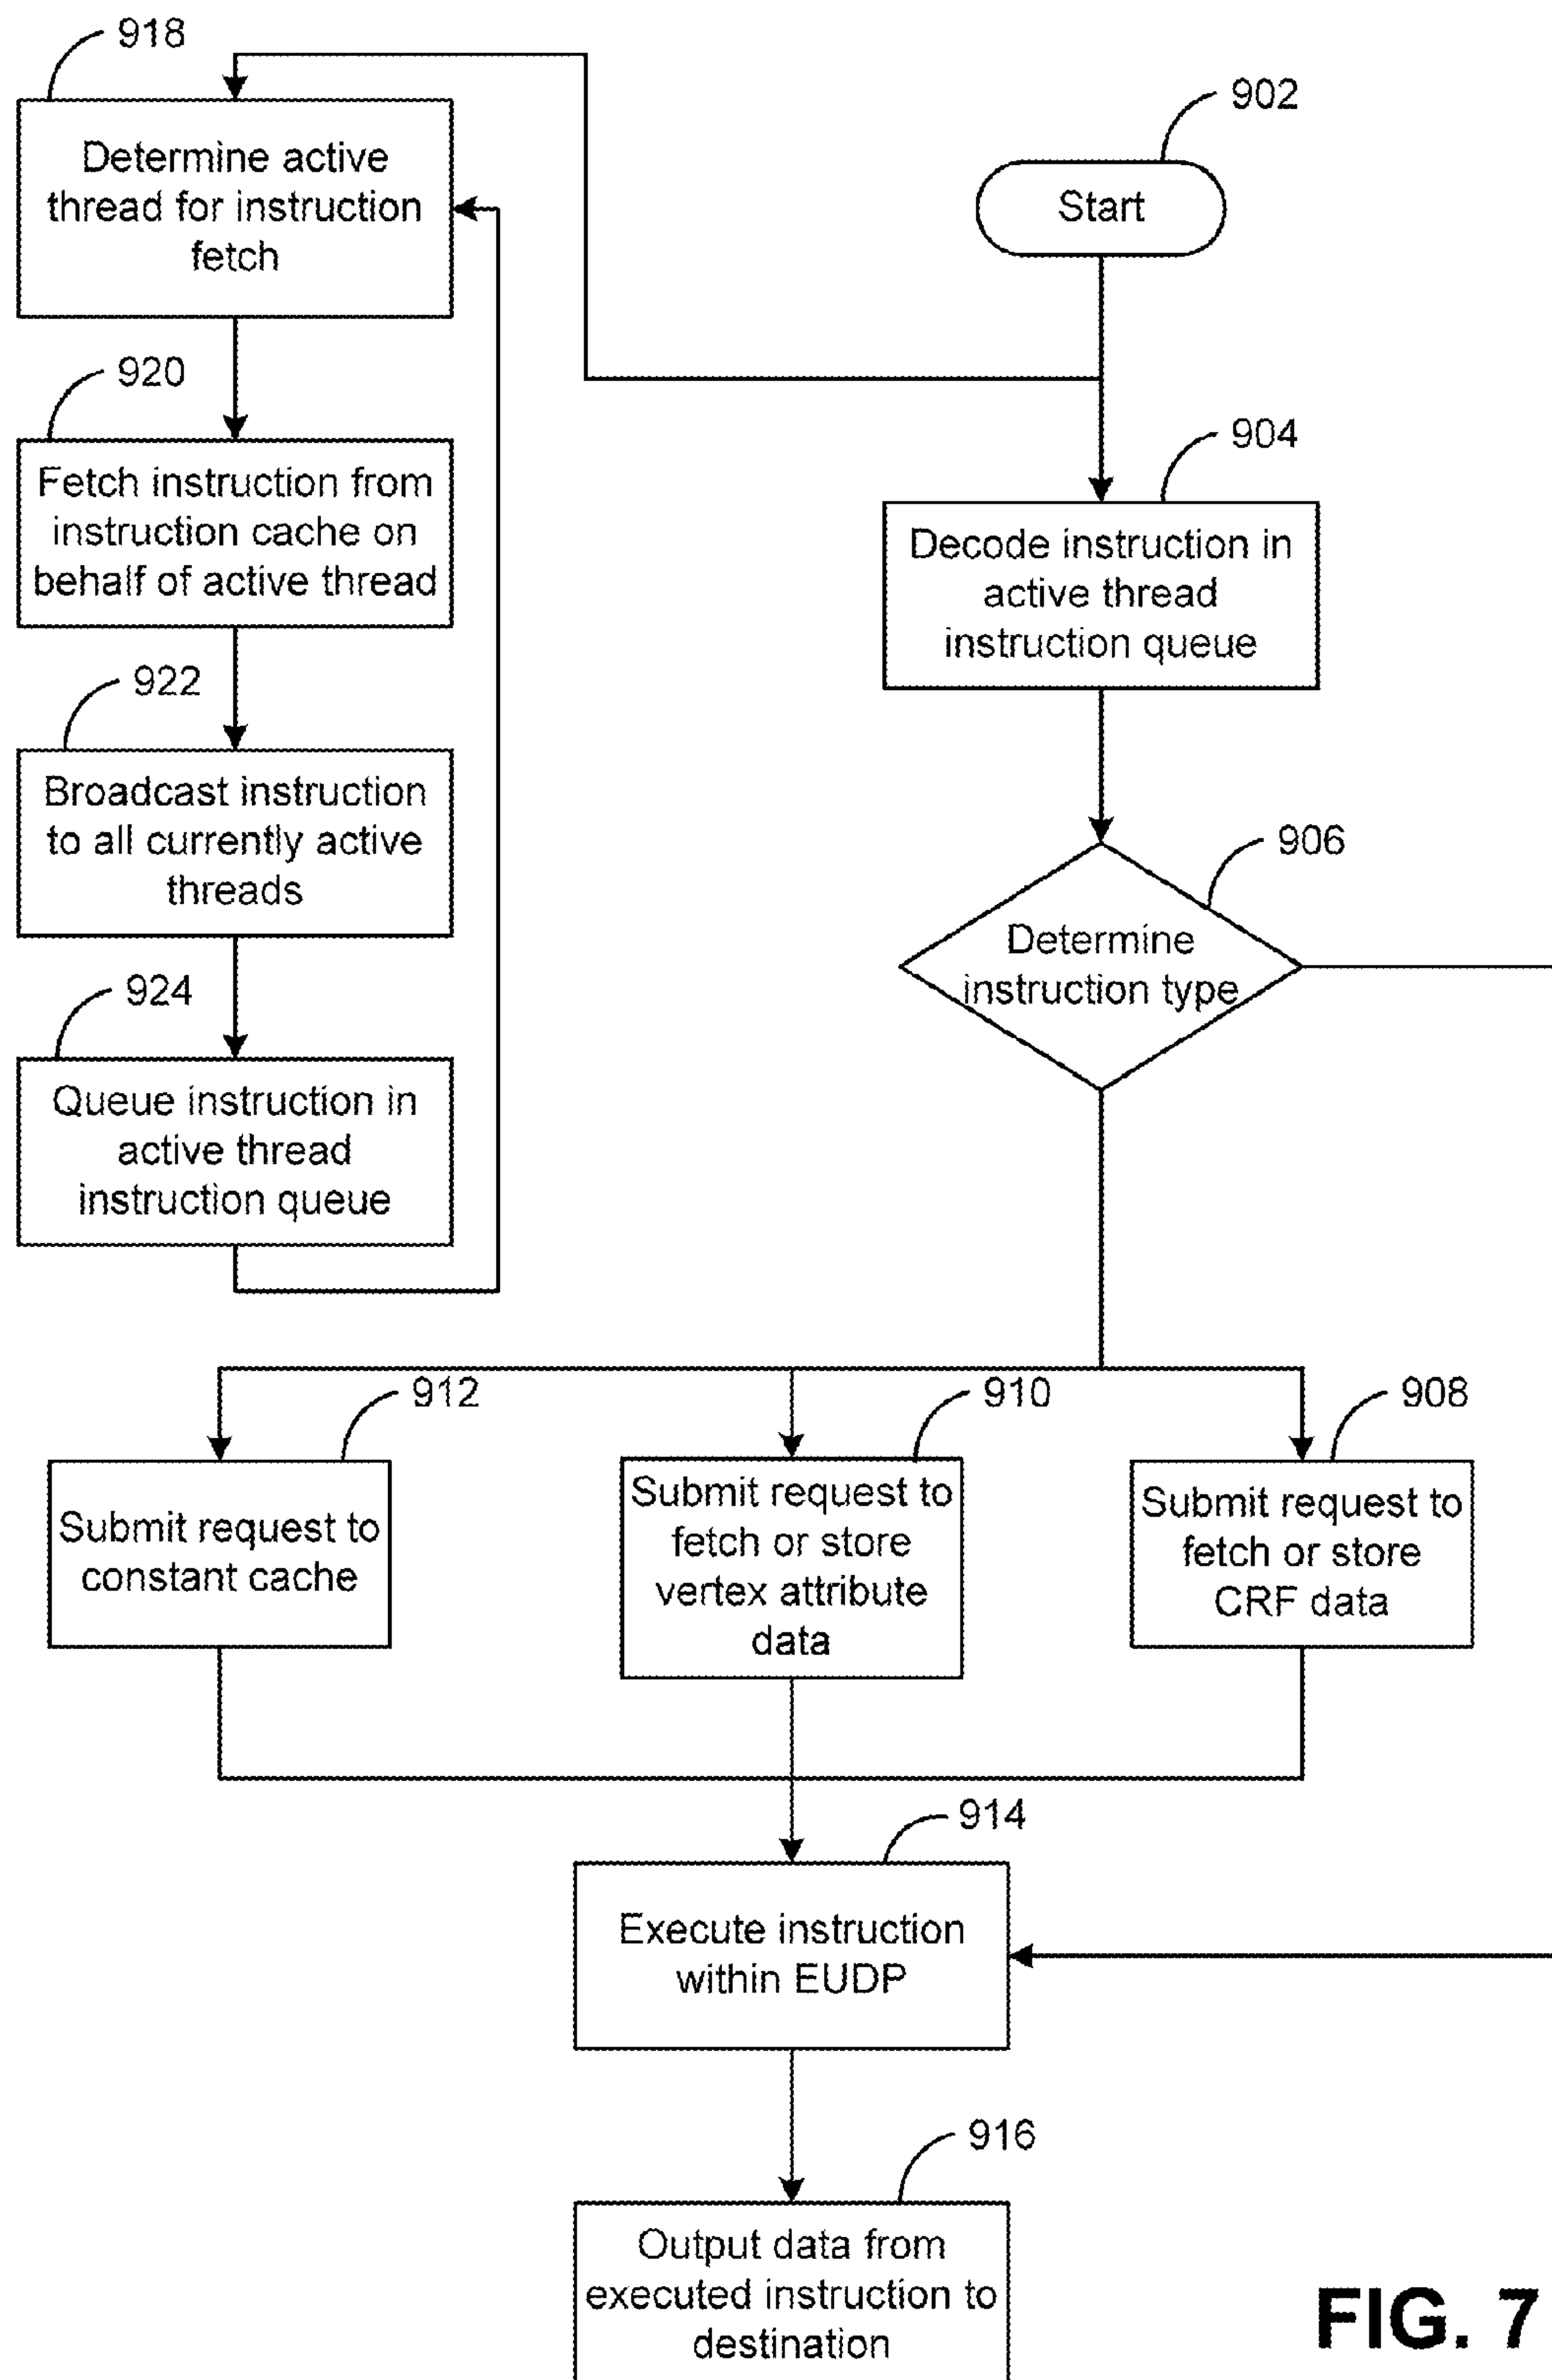 918
Determine active
thread for instruction
fetch
920
Fetch instruction from
instruction cache on
behalf of active thread
922
Broadcast instruction
to all currently active
threads
924
Queue instruction in
active thread
instruction queue
902
Start
904
Decode instruction in
active thread
instruction queue
906
Determine
instruction type
912
Submit request to
constant cache
910
Submit request to
fetch or store
vertex attribute
data
908
Submit request to
fetch or store
CRF data
914
Execute instruction
within EUDP
916
Output data from
executed instruction to
destination
FIG. 7